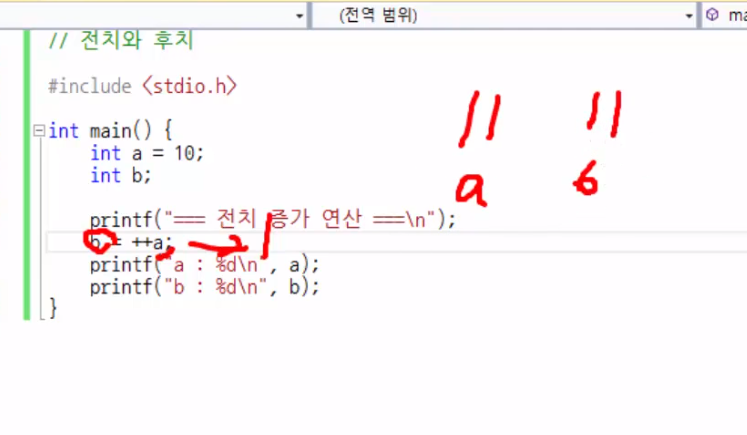 (전역 범위) ma
// 전치와 후치
#include <stdio.h>
int main() {
int a = 10;
int b;
printf("=== 전치 증가 연산 ===\n");
b = ++a;
printf("a : %d\n", a);
printf("b : %d\n", b);
}
11 11
a b